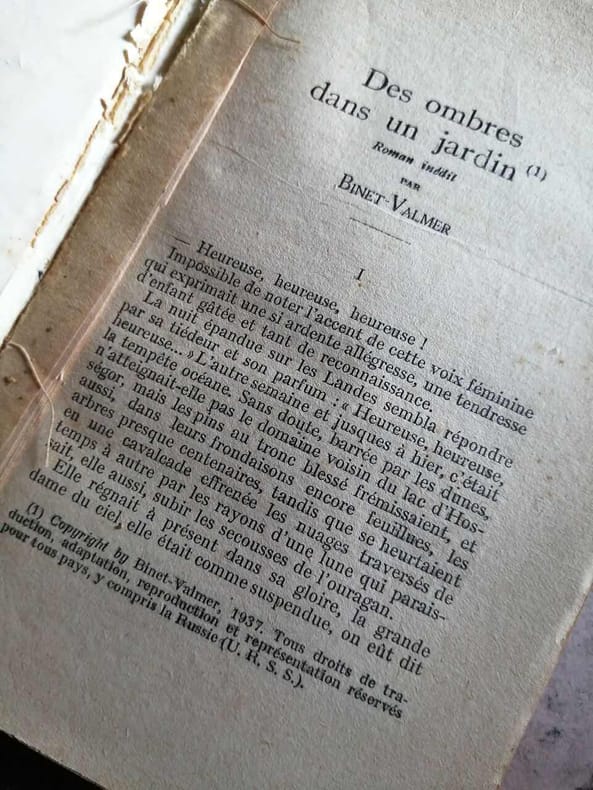 Des ombres
dans un jardin (1)
Roman inédit
PAR
BINET-VALMER
I
— Heureuse, heureuse, heureuse !
Impossible de noter l'accent de cette voix féminine
qui exprimait une si ardente allégresse, une tendresse
d'enfant gâtée et tant de reconnaissance.
La nuit épandue sur les Landes sembla répondre
par sa tiédeur et son parfum : « Heureuse, heureuse,
heureuse... » L'autre semaine et jusques à hier, c'était
la tempête océane. Sans doute, barrée par les dunes,
n'atteignait-elle pas le domaine voisin du lac d'Hos-
ségor, mais les pins au tronc blessé frémissaient, et
aussi, dans leurs frondaisons encore feuillues, les
arbres presque centenaires, tandis que se heurtaient
en une cavalcade effrénée les nuages traversés de
temps à autre par les rayons d'une lune qui parais-
sait, elle aussi, subir les secousses de l'ouragan.
Elle régnait à présent dans sa gloire, la grande
dame du ciel, elle était comme suspendue, on eût dit
(1) Copyright by Binet-Valmer, 1937. Tous droits de tra-
duction, adaptation, reproduction et représentation réservés
pour tous pays, y compris la Russie (U. R. S. S.).